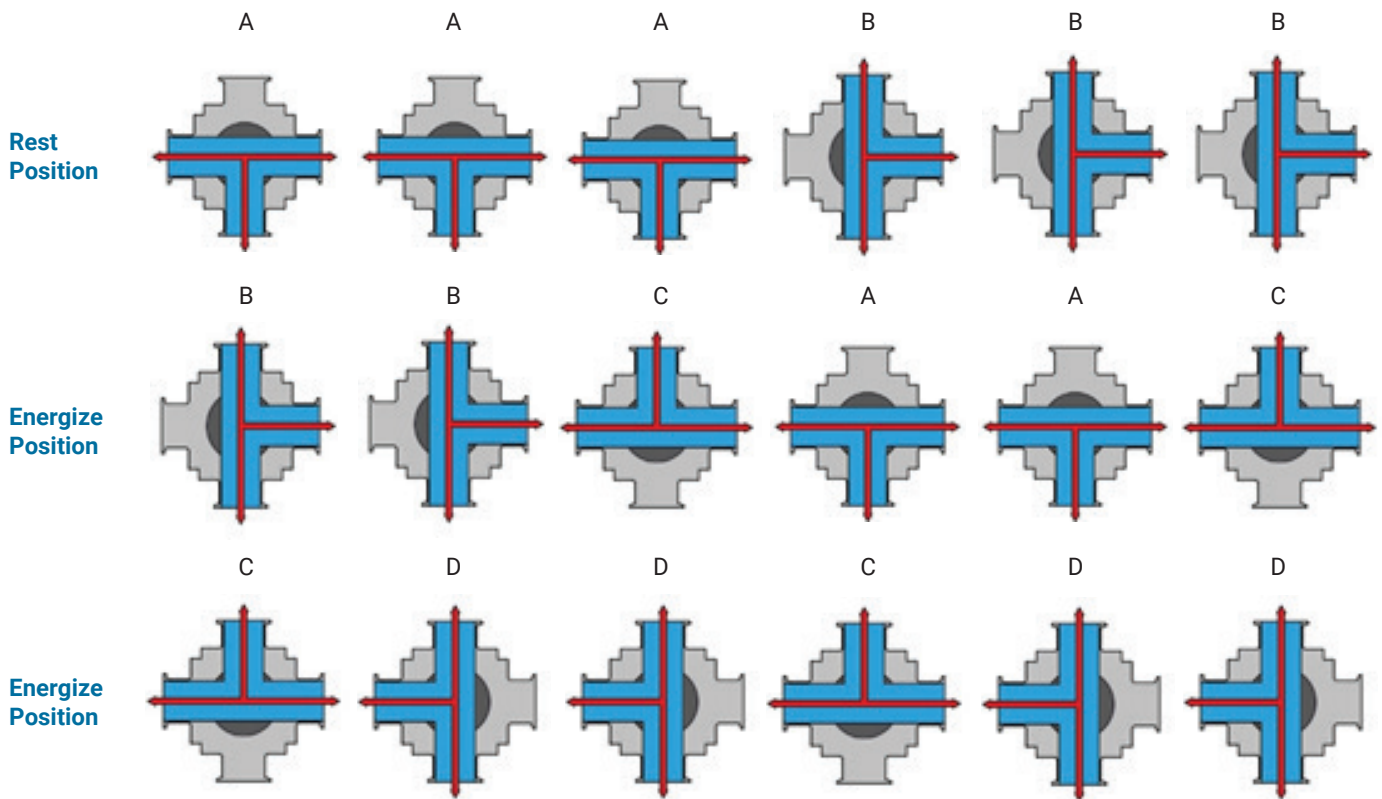 A A A B B B
Rest
Position
B B C A A C
Energize
Position
C D D C D D
Energize
Position